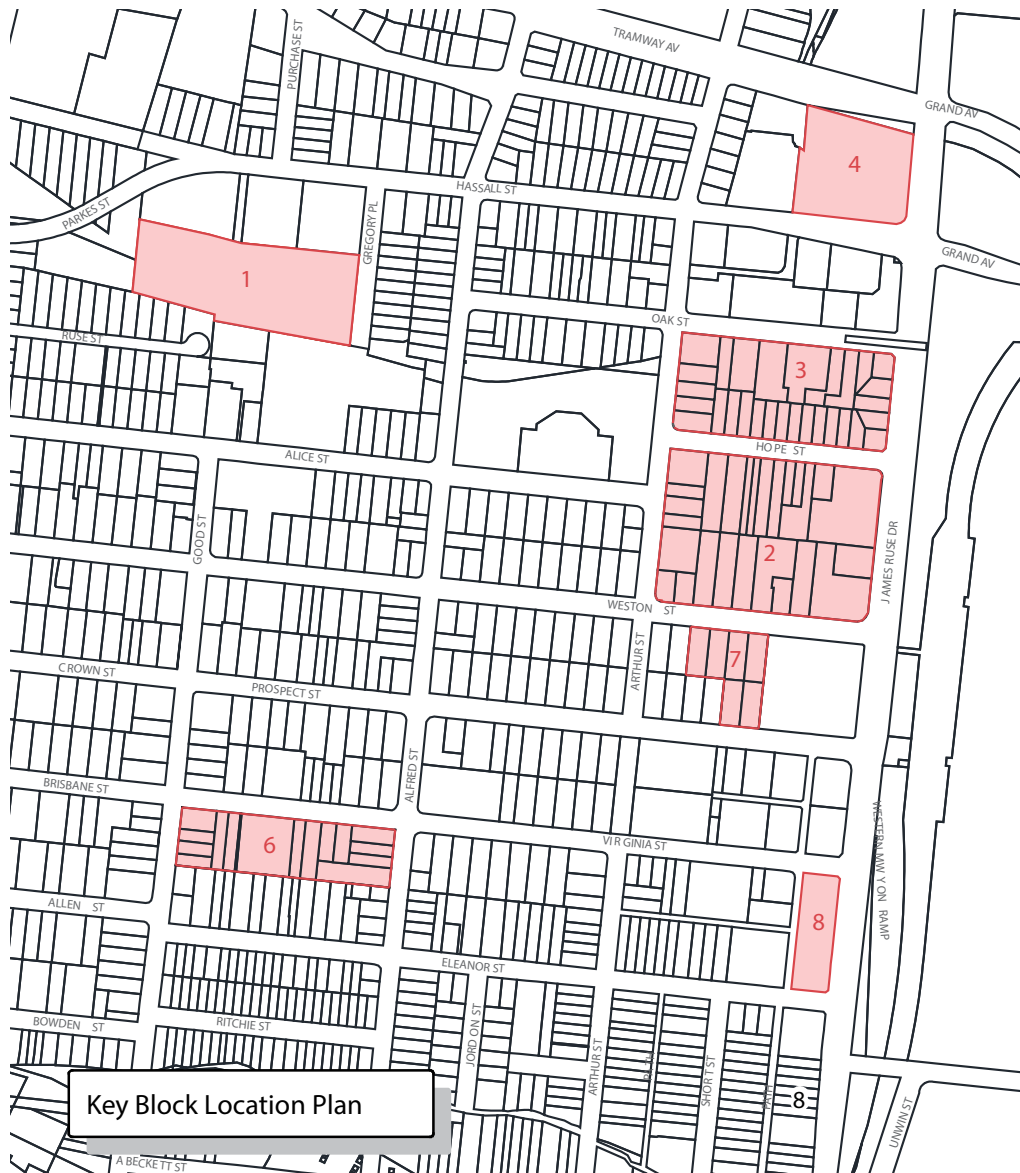 TRAMWAY AV
PURCHASE ST
GRAND AV
4
HASSALL ST
PARKES ST
GREGORY PL
GRAND AV
1
OAK ST
RUSE ST
3
HOPE ST
ALICE ST
GOOD ST
JAMES RUSE DR
2
WESTON ST
ARTHUR ST
7
CROWN ST
PROSPECT ST
ALFRED ST
BRISBANE ST
WESTERN MW Y ON RAMP
VIRGINIA ST
6
ALLEN ST
8
ELEANOR ST
BOWDEN ST
RITCHIE ST
JORDON ST
ARTHUR ST
SHORT ST
PATH
8
UNWIN ST
Key Block Location Plan
A BECKETT ST